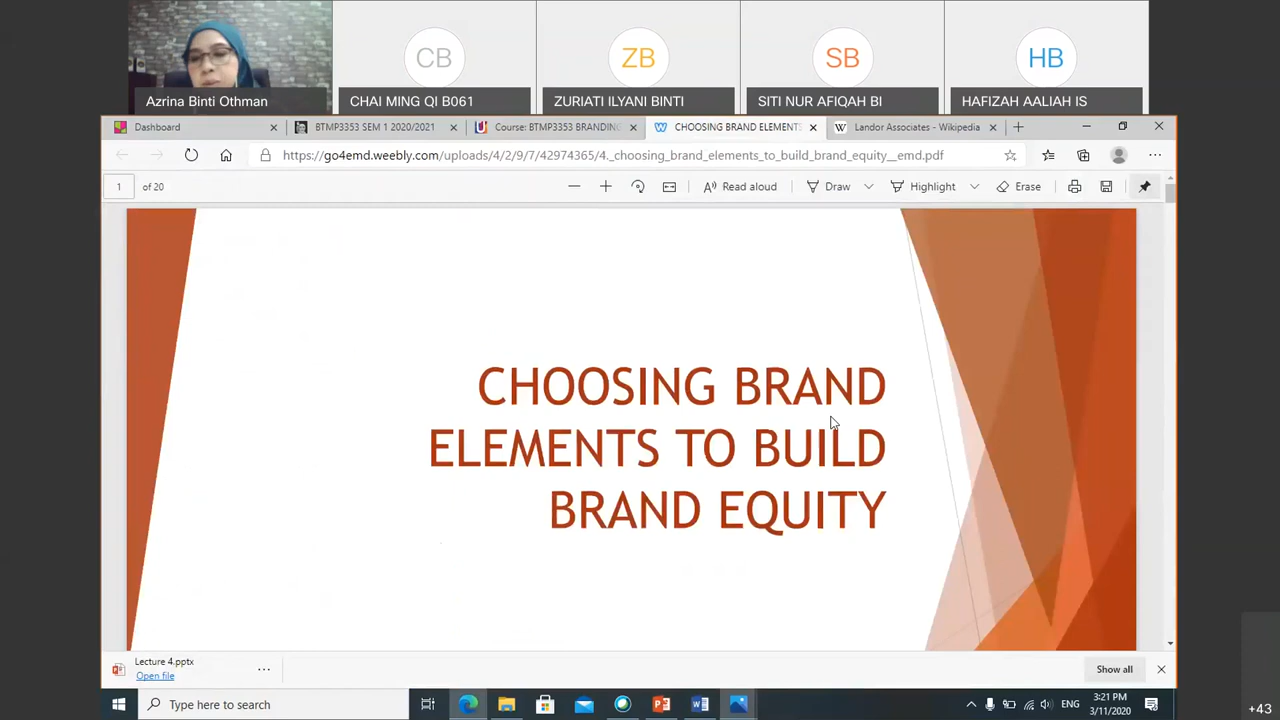 CB
ZB
SB
HB
Azrina Binti Othman
CHAI MING QI B061
ZURIATI ILYANI BINTI
SITI NUR AFIQAH BI
HAFIZAH AALIAH IS
Dashboard
BTMP3353 SEM 1 2020/2021
Course: BTMP3353 BRANDING
CHOOSING BRAND ELEMENTS
Landor Associates - Wikipedia
https://go4emd.weebly.com/uploads/4/2/9/7/42974365/4._choosing_brand_elements_to_build_brand_equity__emd.pdf
1 of 20
Read aloud
Draw
Highlight
Erase
CHOOSING BRAND
ELEMENTS TO BUILD
BRAND EQUITY
Lecture 4.pptx
Open file
Show all
Type here to search
ENG
3:21 PM
3/11/2020
+43